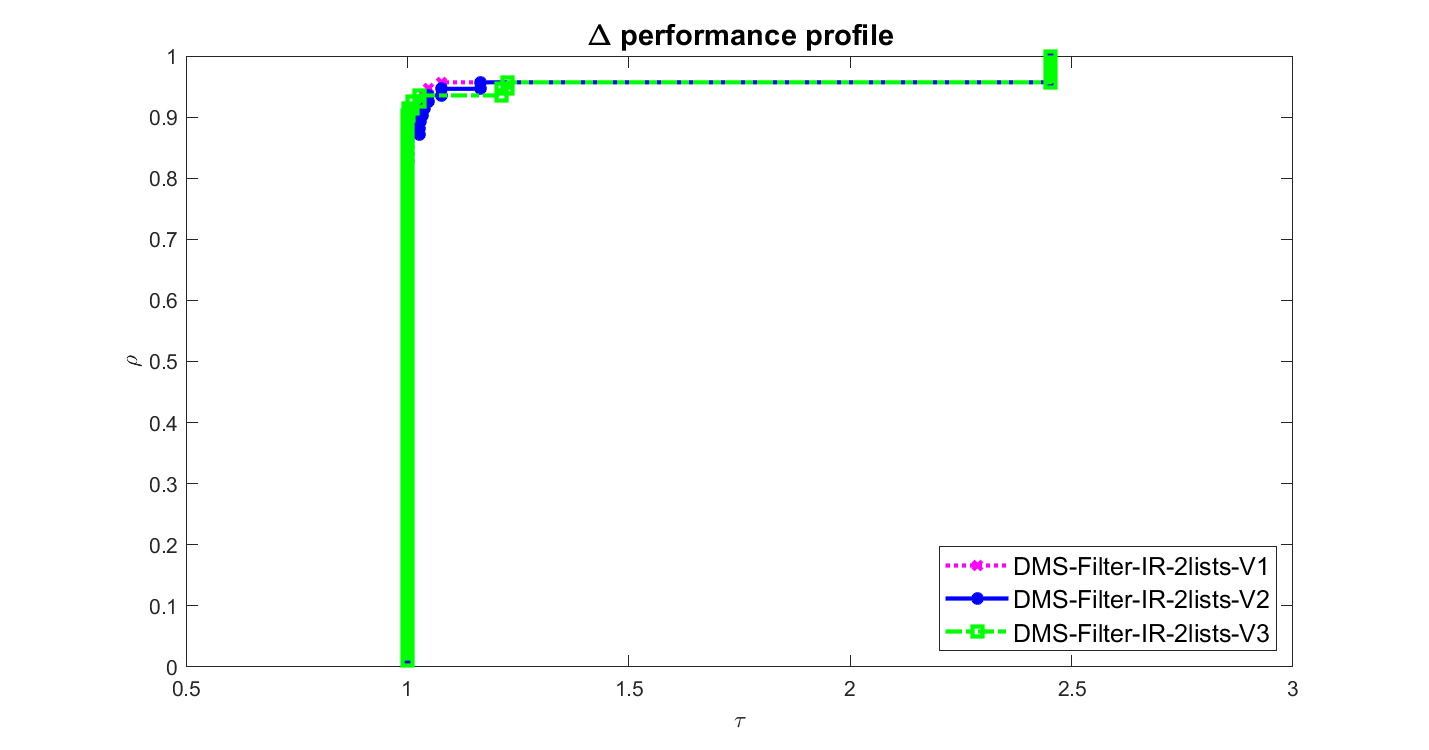 Δ performance profile
1
0.9
0.8
0.7
0.6
0.5
0.4
0.3
0.2
0.1
0
ρ
0.5 1 1.5 2 2.5 3
τ
DMS-Filter-IR-2lists-V1
DMS-Filter-IR-2lists-V2
DMS-Filter-IR-2lists-V3